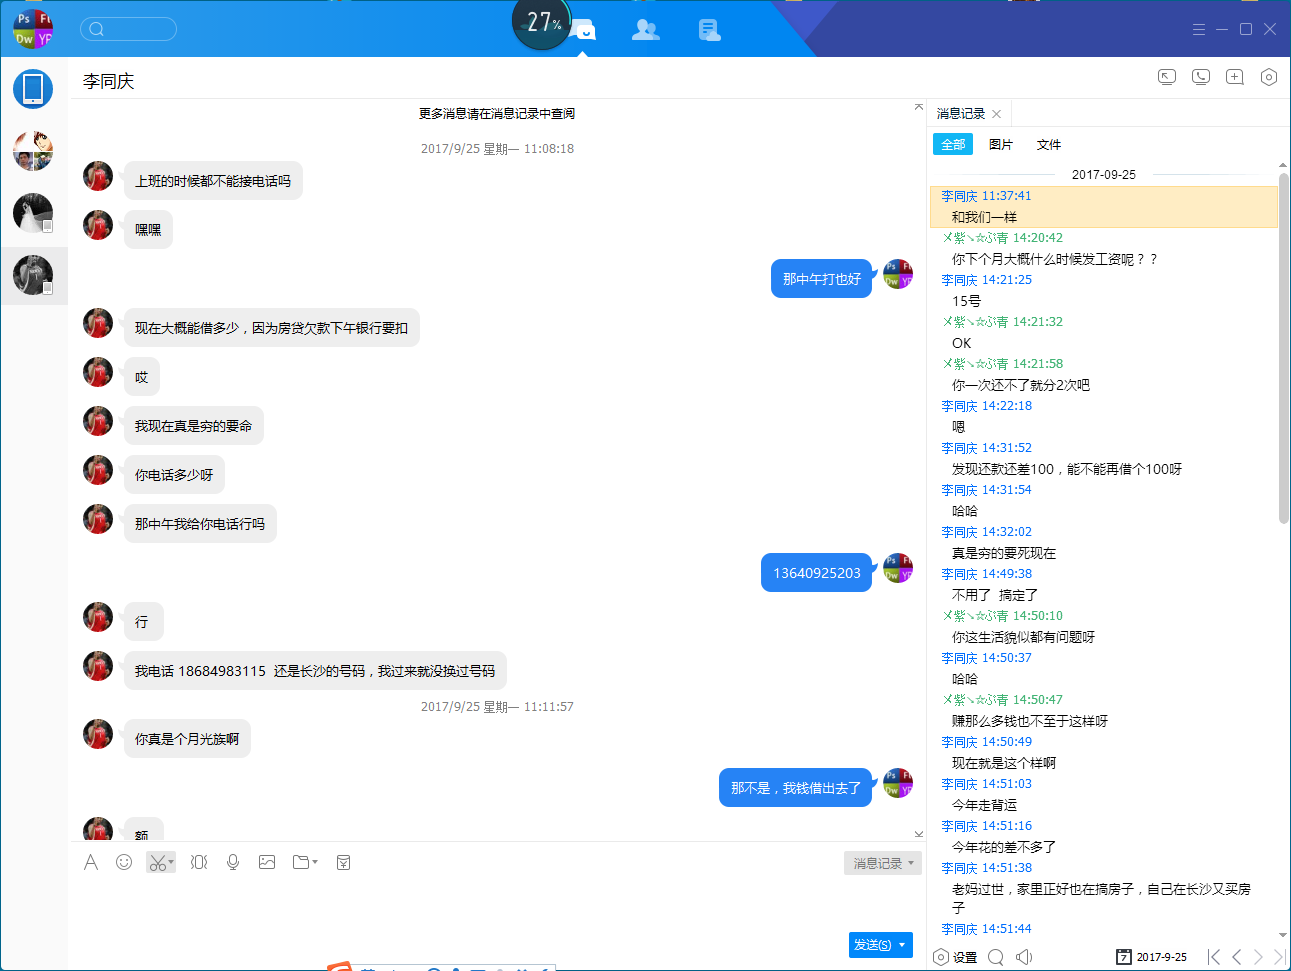 27%
李同庆
更多消息请在消息记录中查阅
2017/9/25 星期一 11:08:18
上班的时候都不能接电话吗
嘿嘿
那中午打也好
现在大概能借多少，因为房贷欠款下午银行要扣
哎
我现在真是穷的要命
你电话多少呀
那中午我给你电话行吗
13640925203
行
我电话 18684983115 还是长沙的号码，我过来就没换过号码
2017/9/25 星期一 11:11:57
你真是个月光族啊
那不是，我钱借出去了
额
消息记录
发送(S)
消息记录
全部 图片 文件
2017-09-25
李同庆 11:37:41
和我们一样
㐅紫↘☆ぷ青 14:20:42
你下个月大概什么时候发工资呢？？
李同庆 14:21:25
15号
㐅紫↘☆ぷ青 14:21:32
OK
㐅紫↘☆ぷ青 14:21:58
你一次还不了就分2次吧
李同庆 14:22:18
嗯
李同庆 14:31:52
发现还款还差100，能不能再借个100呀
李同庆 14:31:54
哈哈
李同庆 14:32:02
真是穷的要死现在
李同庆 14:49:38
不用了 搞定了
㐅紫↘☆ぷ青 14:50:10
你这生活貌似都有问题呀
李同庆 14:50:37
哈哈
㐅紫↘☆ぷ青 14:50:47
赚那么多钱也不至于这样呀
李同庆 14:50:49
现在就是这个样啊
李同庆 14:51:03
今年走背运
李同庆 14:51:16
今年花的差不多了
李同庆 14:51:38
老妈过世，家里正好也在搞房子，自己在长沙又买房
子
李同庆 14:51:44
设置
7 2017-9-25